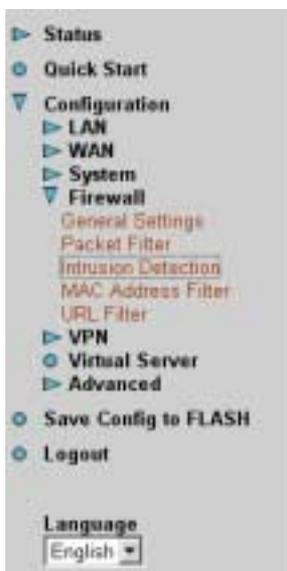 Status
Quick Start
Configuration
LAN
WAN
System
Firewall
General Settings
Packet Filter
Intrusion Detection
MAC Address Filter
URL Filter
VPN
Virtual Server
Advanced
Save Config to FLASH
Logout
Language
English